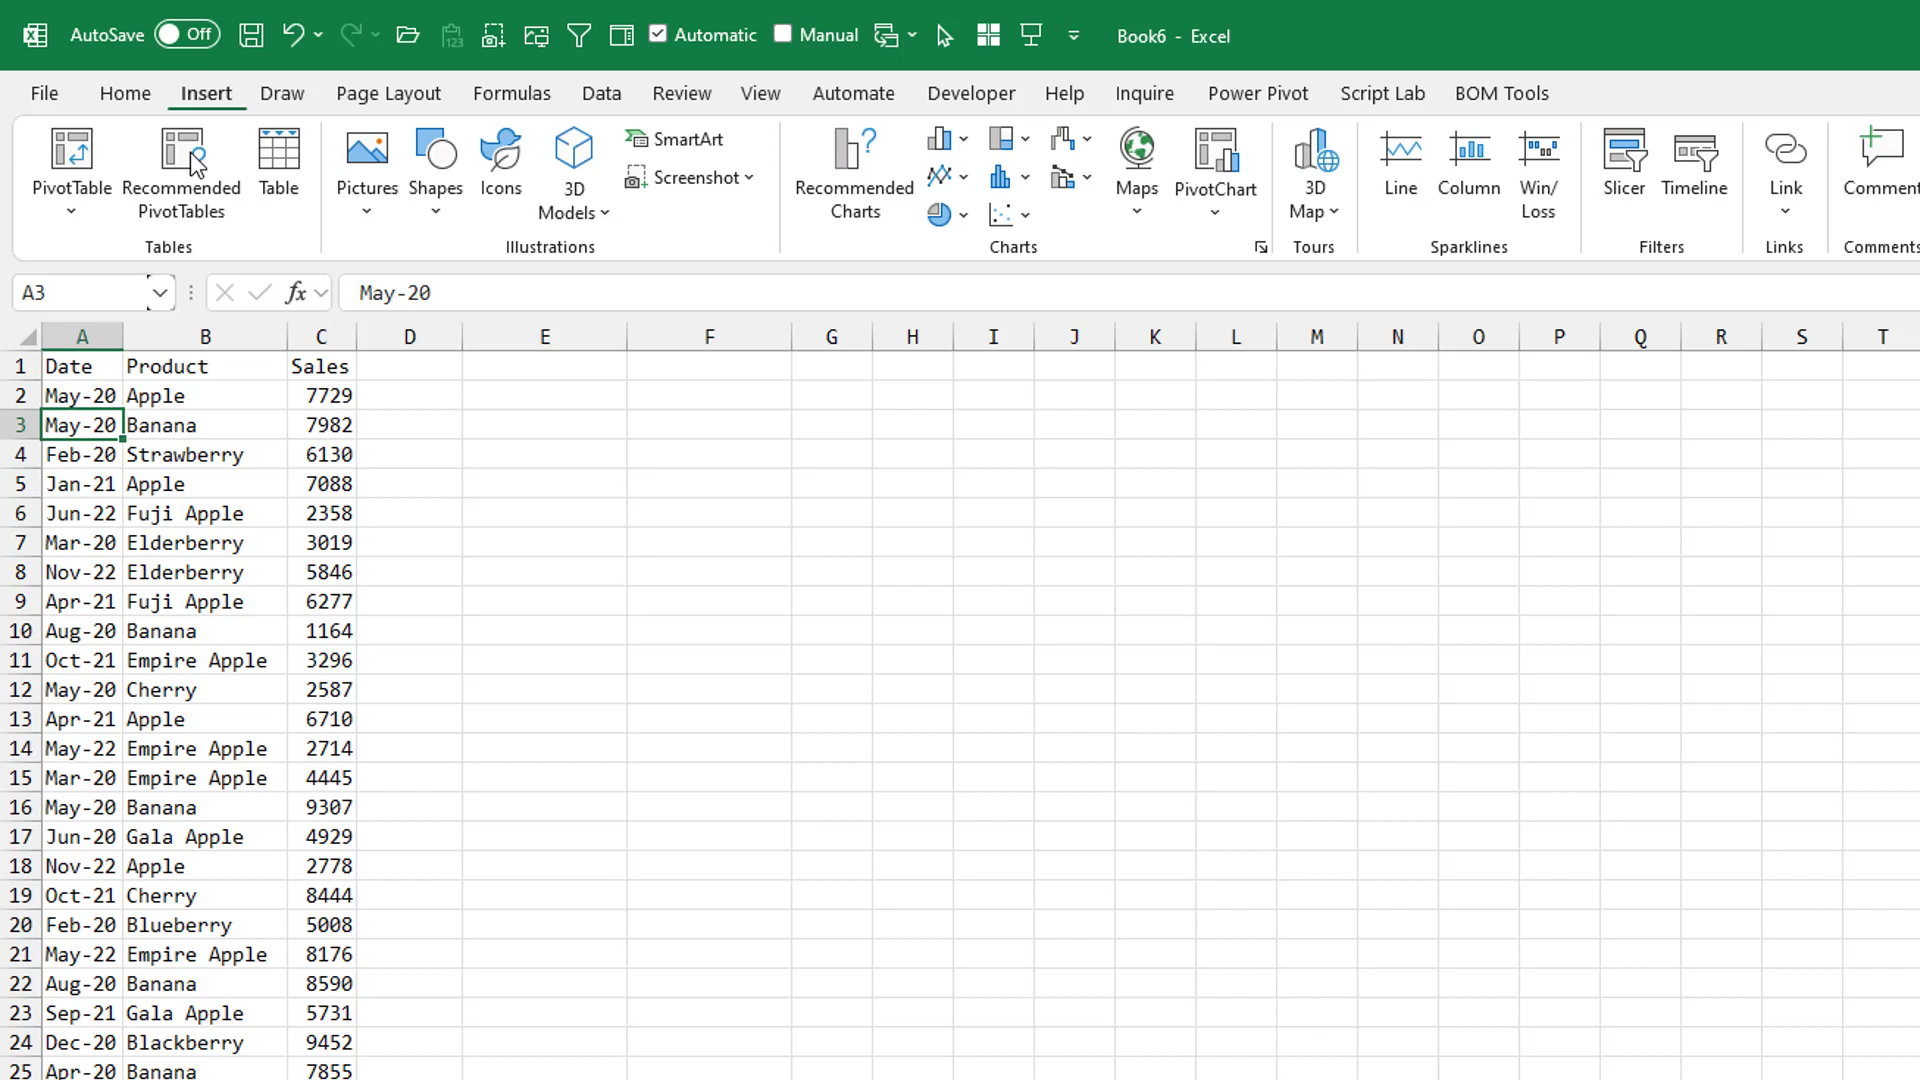 AutoSave Off Automatic Manual Book6 - Excel
File Home Insert Draw Page Layout Formulas Data Review View Automate Developer Help Inquire Power Pivot Script Lab BOM Tools
PivotTable
Recommended
PivotTables
Table
Tables
Pictures
Shapes
Icons
3D
Models
SmartArt
Screenshot
Illustrations
Recommended
Charts
Maps
PivotChart
Charts
3D
Map
Tours
Line
Column
Win/
Loss
Sparklines
Slicer
Timeline
Filters
Link
Links
Comment
Comments
A3 fx May-20
A B C D E F G H I J K L M N O P Q R S T
1 Date Product Sales
2 May-20 Apple 7729
3 May-20 Banana 7982
4 Feb-20 Strawberry 6130
5 Jan-21 Apple 7088
6 Jun-22 Fuji Apple 2358
7 Mar-20 Elderberry 3019
8 Nov-22 Elderberry 5846
9 Apr-21 Fuji Apple 6277
10 Aug-20 Banana 1164
11 Oct-21 Empire Apple 3296
12 May-20 Cherry 2587
13 Apr-21 Apple 6710
14 May-22 Empire Apple 2714
15 Mar-20 Empire Apple 4445
16 May-20 Banana 9307
17 Jun-20 Gala Apple 4929
18 Nov-22 Apple 2778
19 Oct-21 Cherry 8444
20 Feb-20 Blueberry 5008
21 May-22 Empire Apple 8176
22 Aug-20 Banana 8590
23 Sep-21 Gala Apple 5731
24 Dec-20 Blackberry 9452
25 Apr-20 Banana 7855